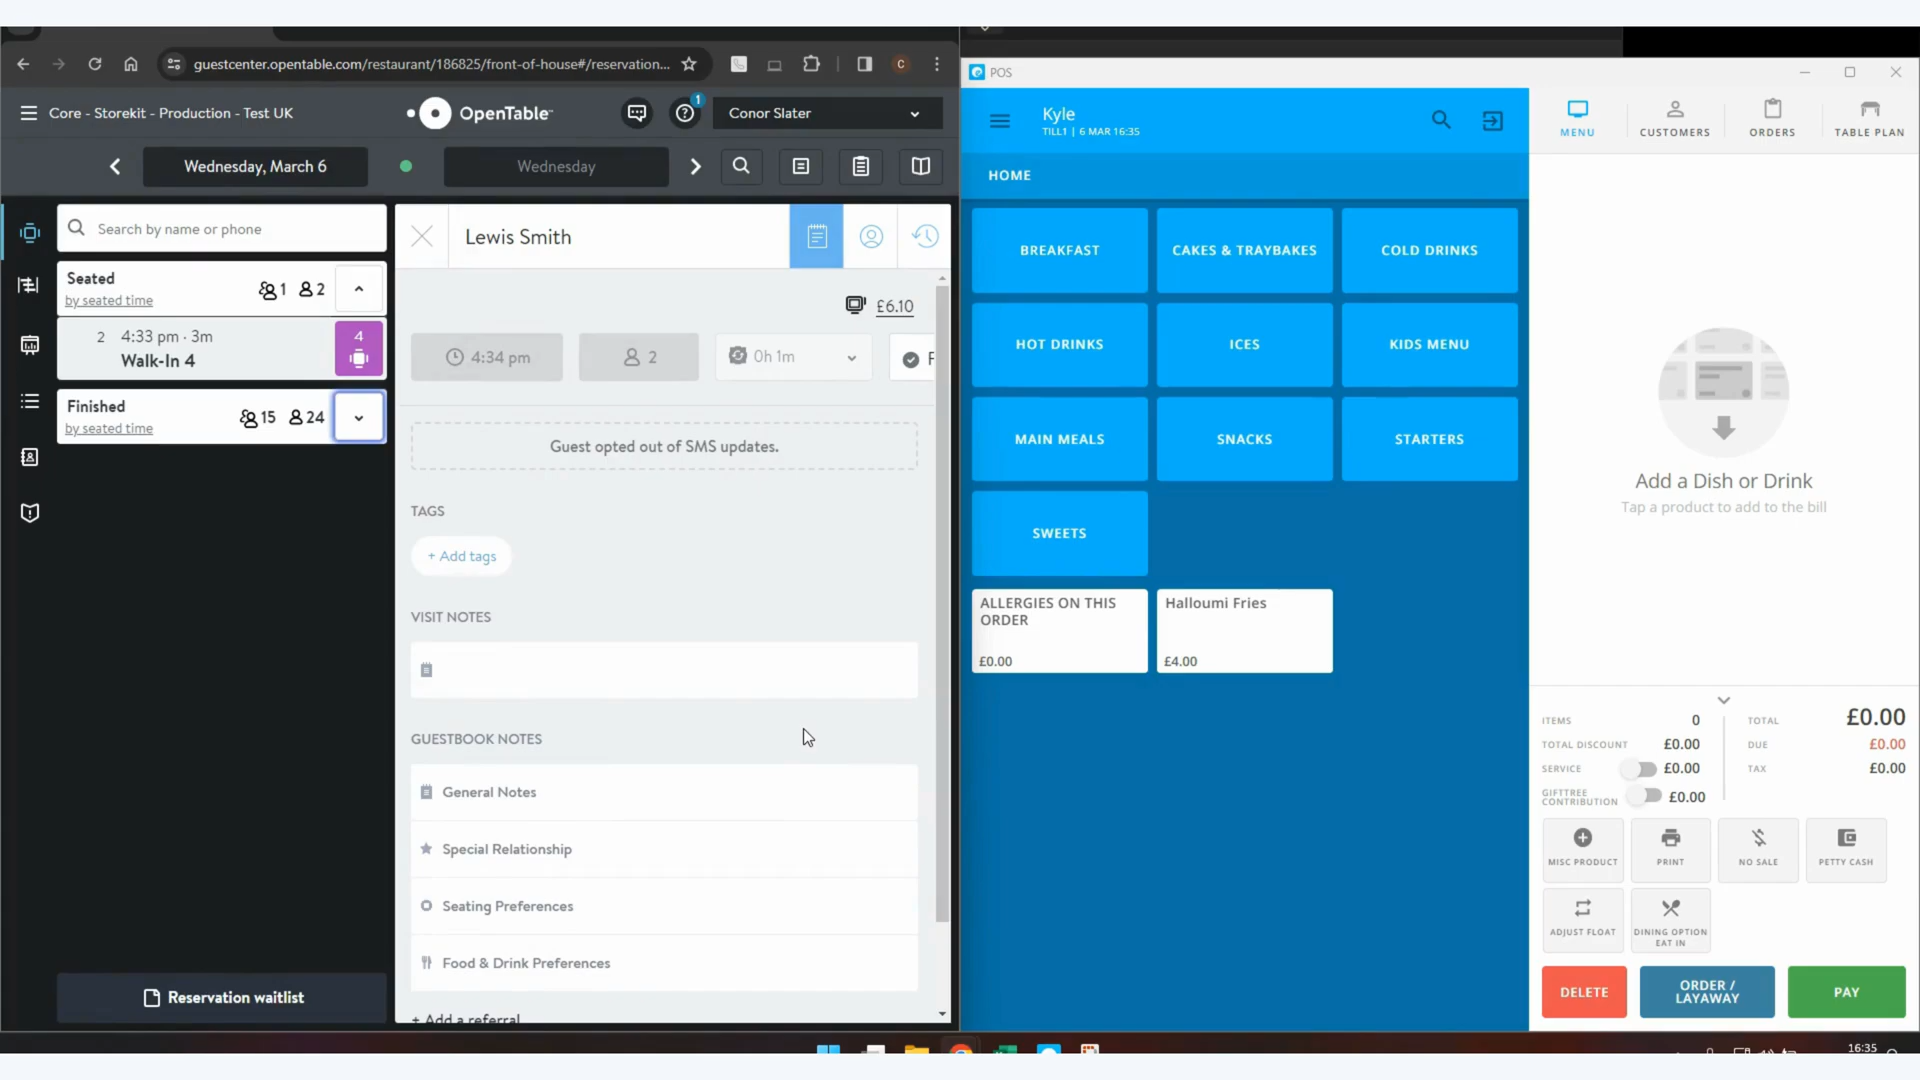 guestcenter.opentable.com/restaurant/186825/front-of-house#/reservation...
C
Core - Storekit - Production - Test UK
OpenTable
1
Conor Slater
Wednesday, March 6
Wednesday
Search by name or phone
Seated
by seated time
1 2
2 4:33 pm · 3m
Walk-In 4
4
Finished
by seated time
15 24
Reservation waitlist
Lewis Smith
£6.10
4:34 pm
2
0h 1m
F
Guest opted out of SMS updates.
TAGS
+ Add tags
VISIT NOTES
GUESTBOOK NOTES
General Notes
Special Relationship
Seating Preferences
Food & Drink Preferences
+ Add a referral
POS
Kyle
TILL1 | 6 MAR 16:35
HOME
BREAKFAST
CAKES & TRAYBAKES
COLD DRINKS
HOT DRINKS
ICES
KIDS MENU
MAIN MEALS
SNACKS
STARTERS
SWEETS
ALLERGIES ON THIS
ORDER
£0.00
Halloumi Fries
£4.00
MENU
CUSTOMERS
ORDERS
TABLE PLAN
Add a Dish or Drink
Tap a product to add to the bill
ITEMS 0
TOTAL DISCOUNT £0.00
SERVICE £0.00
GIFTTREE
CONTRIBUTION £0.00
TOTAL £0.00
DUE £0.00
TAX £0.00
MISC PRODUCT
PRINT
NO SALE
PETTY CASH
ADJUST FLOAT
DINING OPTION
EAT IN
DELETE
ORDER /
LAYAWAY
PAY
16:35